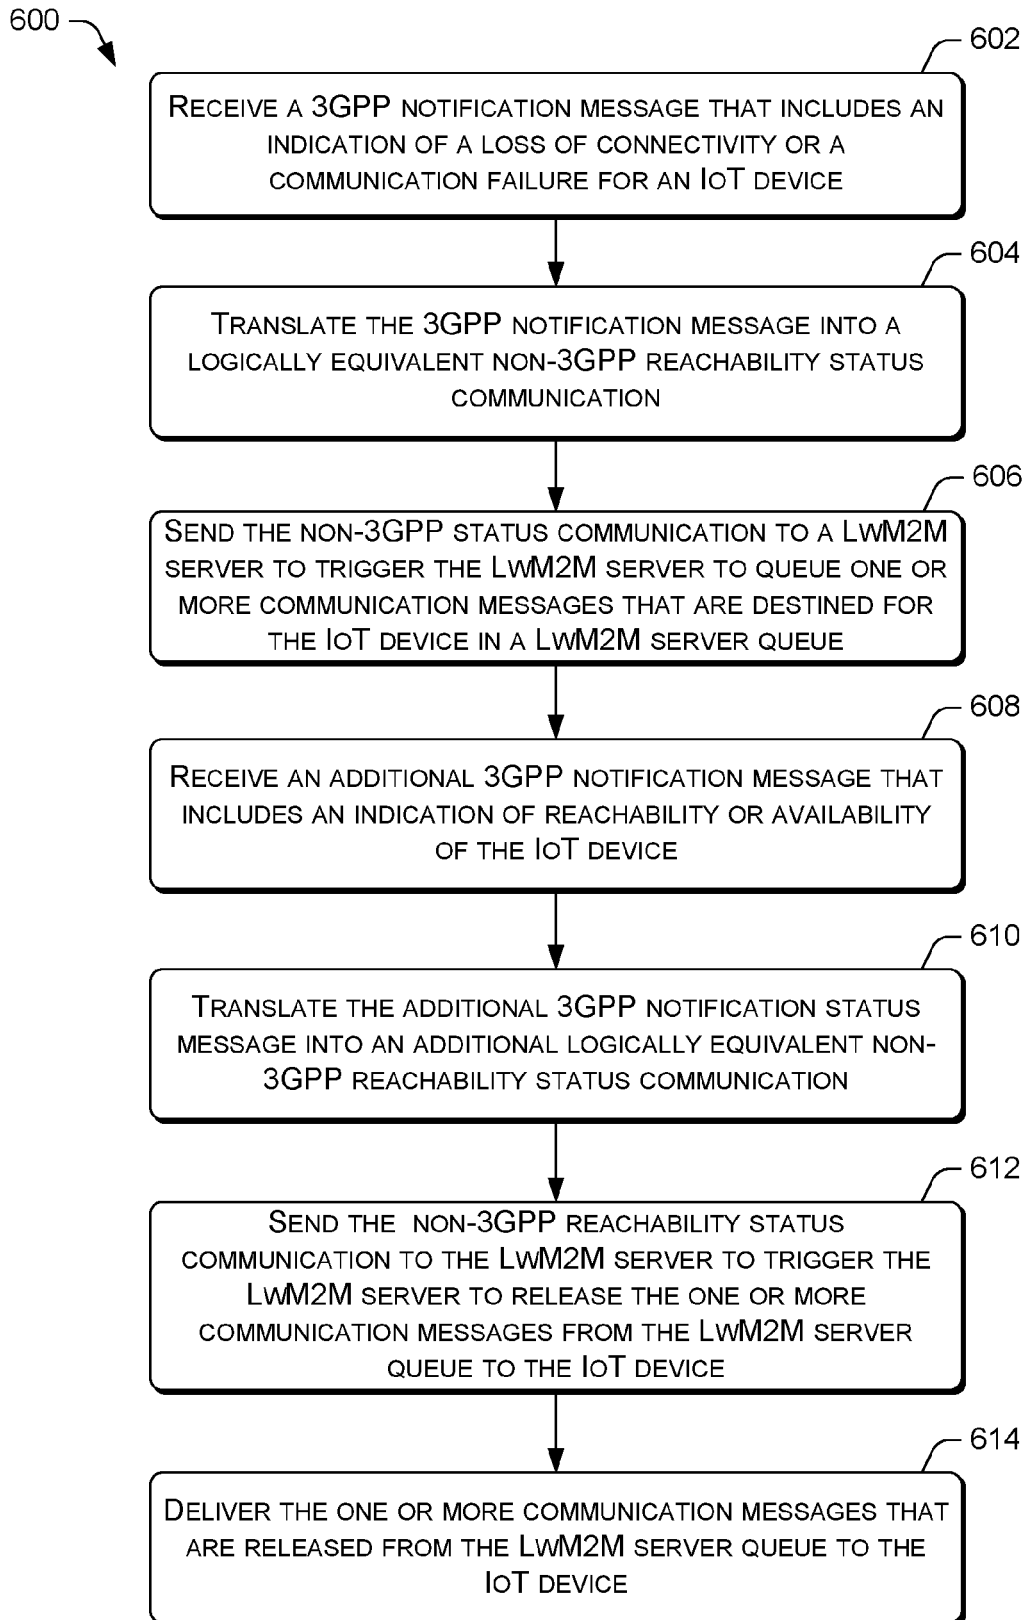 600
602
RECEIVE A 3GPP NOTIFICATION MESSAGE THAT INCLUDES AN
INDICATION OF A LOSS OF CONNECTIVITY OR A
COMMUNICATION FAILURE FOR AN IOT DEVICE
604
TRANSLATE THE 3GPP NOTIFICATION MESSAGE INTO A
LOGICALLY EQUIVALENT NON-3GPP REACHABILITY STATUS
COMMUNICATION
606
SEND THE NON-3GPP STATUS COMMUNICATION TO A LWM2M
SERVER TO TRIGGER THE LWM2M SERVER TO QUEUE ONE OR
MORE COMMUNICATION MESSAGES THAT ARE DESTINED FOR
THE IOT DEVICE IN A LWM2M SERVER QUEUE
608
RECEIVE AN ADDITIONAL 3GPP NOTIFICATION MESSAGE THAT
INCLUDES AN INDICATION OF REACHABILITY OR AVAILABILITY
OF THE IOT DEVICE
610
TRANSLATE THE ADDITIONAL 3GPP NOTIFICATION STATUS
MESSAGE INTO AN ADDITIONAL LOGICALLY EQUIVALENT NON-
3GPP REACHABILITY STATUS COMMUNICATION
612
SEND THE NON-3GPP REACHABILITY STATUS
COMMUNICATION TO THE LWM2M SERVER TO TRIGGER THE
LWM2M SERVER TO RELEASE THE ONE OR MORE
COMMUNICATION MESSAGES FROM THE LWM2M SERVER
QUEUE TO THE IOT DEVICE
614
DELIVER THE ONE OR MORE COMMUNICATION MESSAGES THAT
ARE RELEASED FROM THE LWM2M SERVER QUEUE TO THE
IOT DEVICE